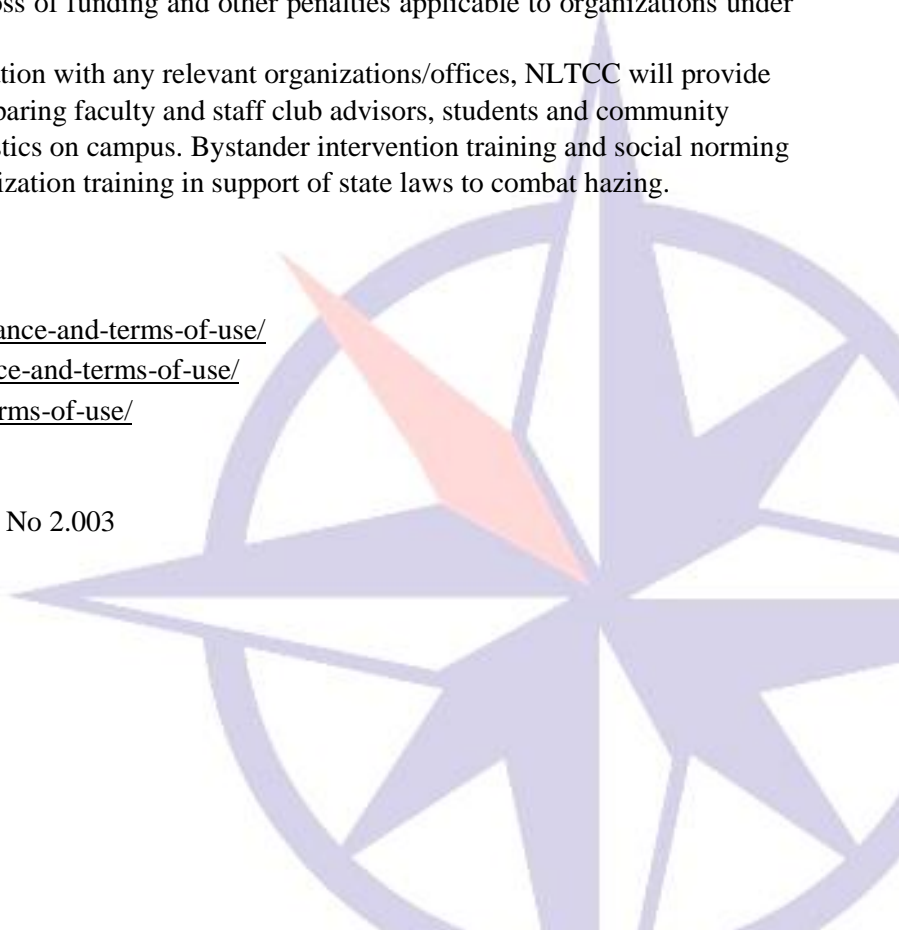 oss of funding and other penalties applicable to organizations under
tion with any relevant organizations/offices, NLTCC will provide
paring faculty and staff club advisors, students and community
stics on campus. Bystander intervention training and social norming
ization training in support of state laws to combat hazing.
ance-and-terms-of-use/
ce-and-terms-of-use/
rms-of-use/
No 2.003